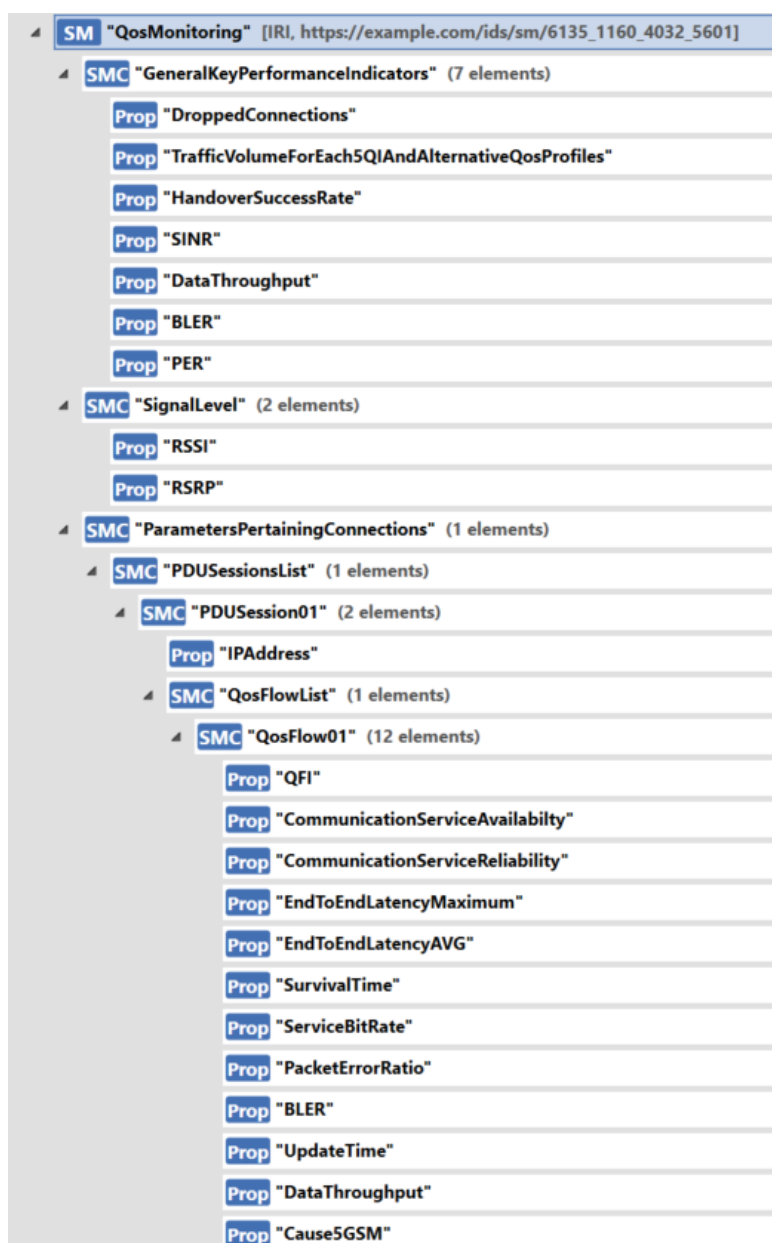 SM "QosMonitoring" [IRI, https://example.com/ids/sm/6135_1160_4032_5601]
SMC "GeneralKeyPerformanceIndicators" (7 elements)
Prop "DroppedConnections"
Prop "TrafficVolumeForEach5QIAndAlternativeQosProfiles"
Prop "HandoverSuccessRate"
Prop "SINR"
Prop "DataThroughput"
Prop "BLER"
Prop "PER"
SMC "SignalLevel" (2 elements)
Prop "RSSI"
Prop "RSRP"
SMC "ParametersPertainingConnections" (1 elements)
SMC "PDUSessionsList" (1 elements)
SMC "PDUSession01" (2 elements)
Prop "IPAddress"
SMC "QosFlowList" (1 elements)
SMC "QosFlow01" (12 elements)
Prop "QFI"
Prop "CommunicationServiceAvailabilty"
Prop "CommunicationServiceReliability"
Prop "EndToEndLatencyMaximum"
Prop "EndToEndLatencyAVG"
Prop "SurvivalTime"
Prop "ServiceBitRate"
Prop "PacketErrorRatio"
Prop "BLER"
Prop "UpdateTime"
Prop "DataThroughput"
Prop "Cause5GSM"